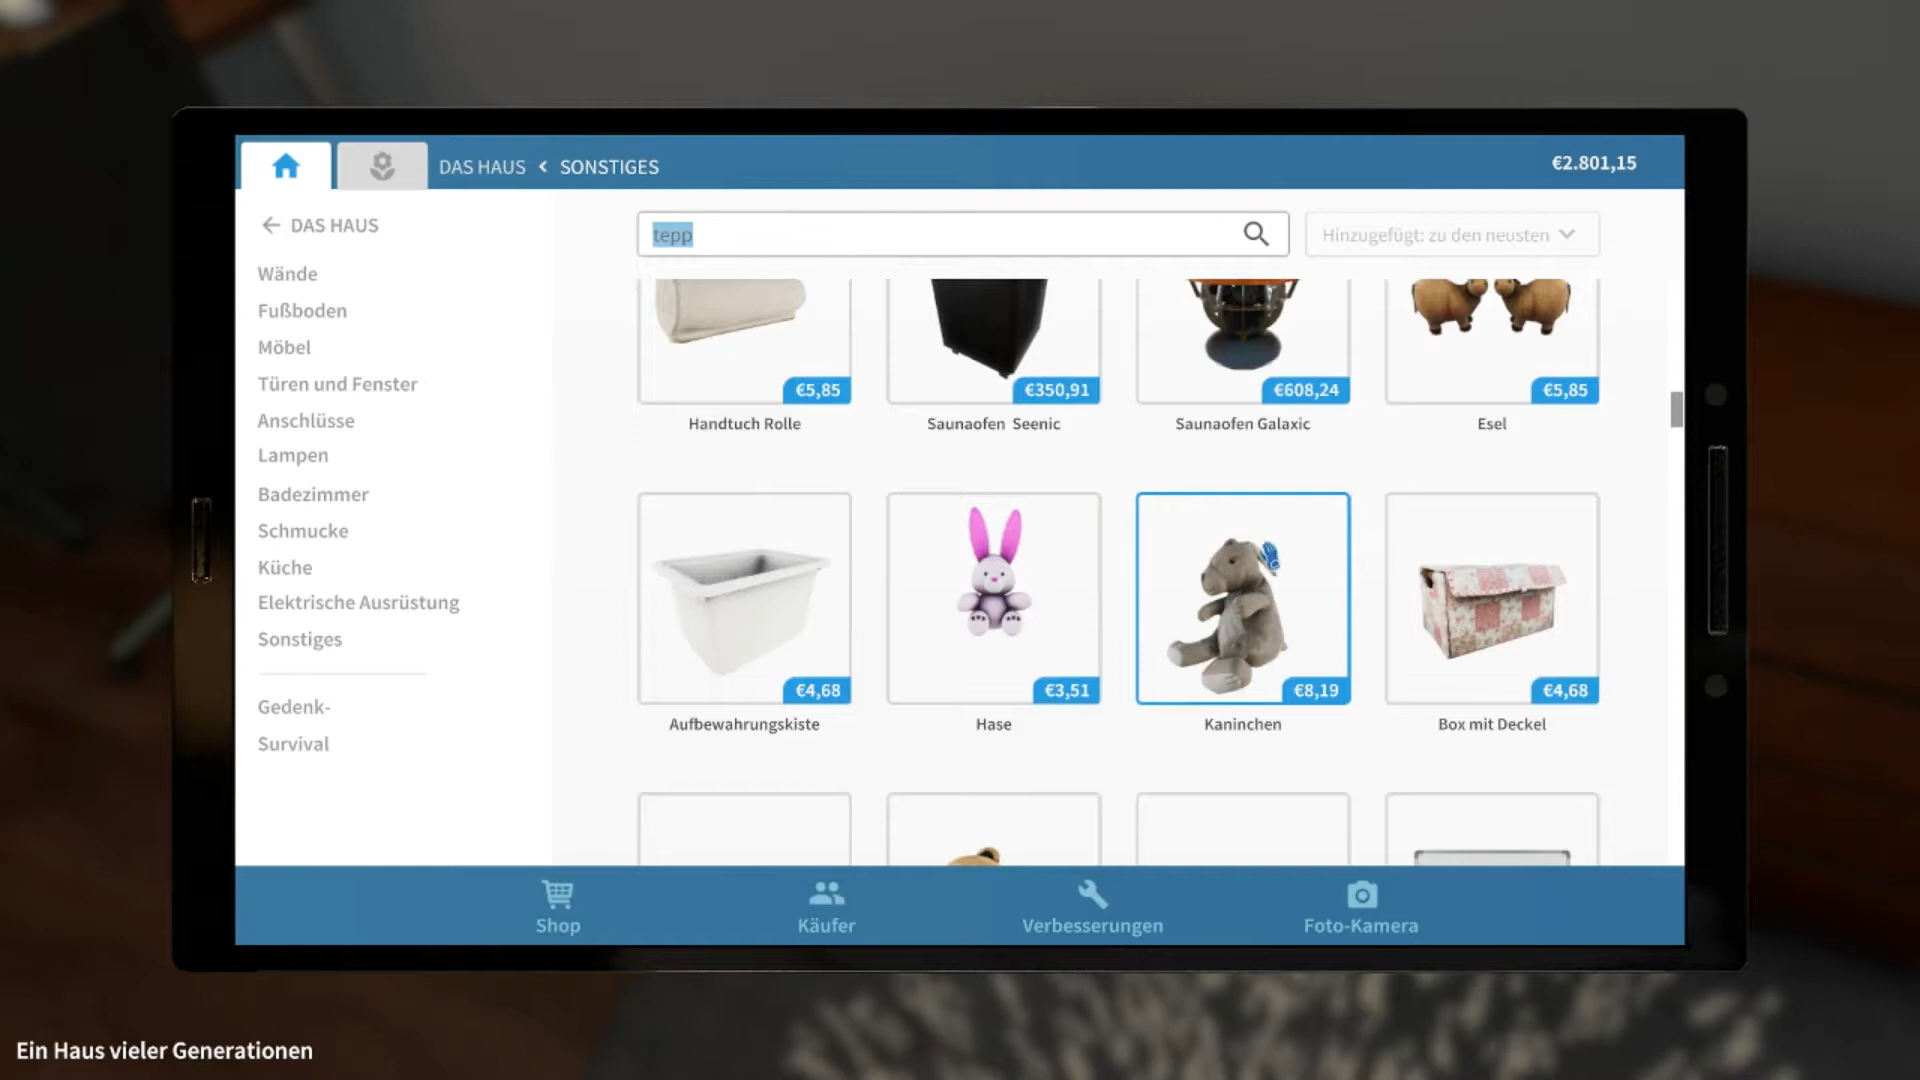 DAS HAUS < SONSTIGES
€2.801,15
← DAS HAUS
Wände
Fußboden
Möbel
Türen und Fenster
Anschlüsse
Lampen
Badezimmer
Schmucke
Küche
Elektrische Ausrüstung
Sonstiges
Gedenk-
Survival
tepp
Hinzugefügt: zu den neusten
€5,85
€350,91
€608,24
€5,85
Handtuch Rolle
Saunaofen Seenic
Saunaofen Galaxic
Esel
€4,68
€3,51
€8,19
€4,68
Aufbewahrungskiste
Hase
Kaninchen
Box mit Deckel
Shop
Käufer
Verbesserungen
Foto-Kamera
Ein Haus vieler Generationen